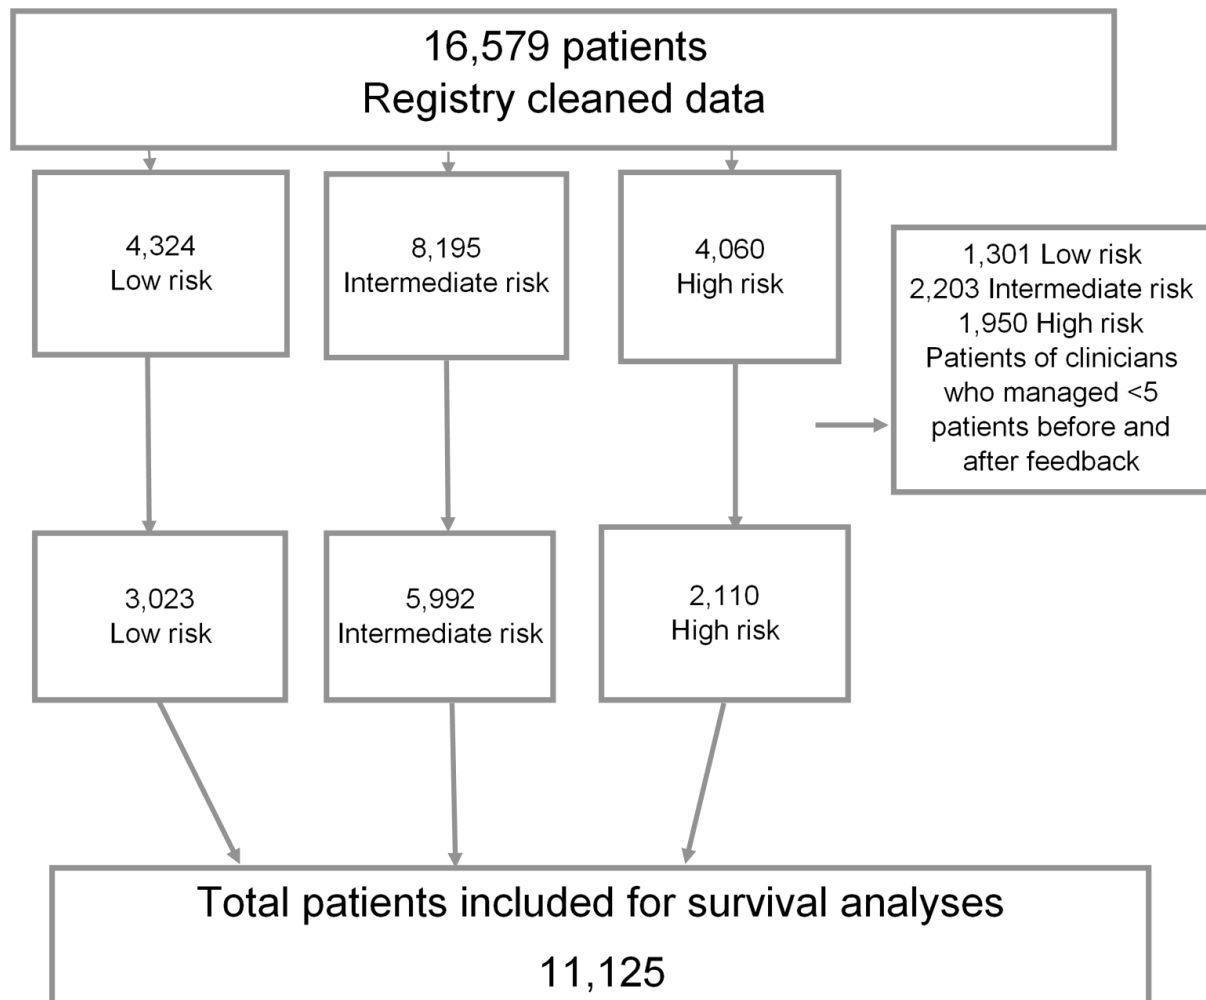 16,579 patients
Registry cleaned data
4,324
Low risk
8,195
Intermediate risk
4,060
High risk
1,301 Low risk
2,203 Intermediate risk
1,950 High risk
Patients of clinicians
who managed <5
patients before and
after feedback
3,023
Low risk
5,992
Intermediate risk
2,110
High risk
Total patients included for survival analyses
11,125